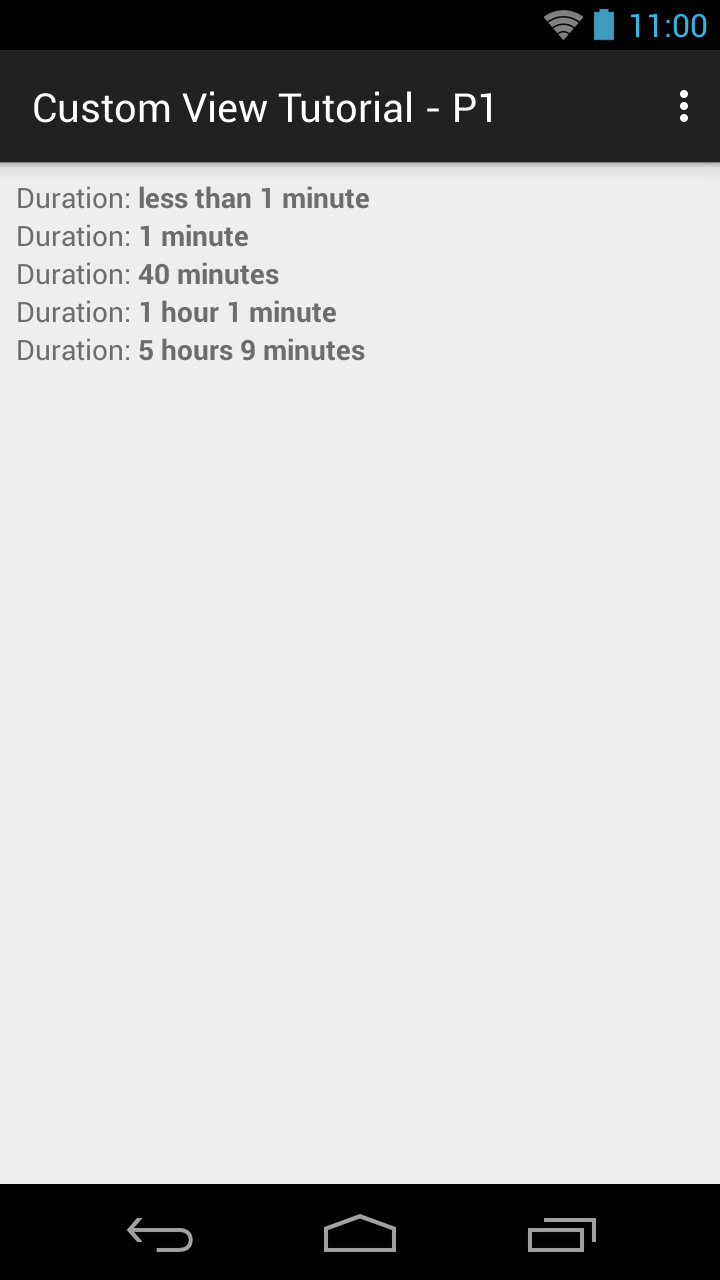 11:00
Custom View Tutorial - P1
Duration: less than 1 minute
Duration: 1 minute
Duration: 40 minutes
Duration: 1 hour 1 minute
Duration: 5 hours 9 minutes